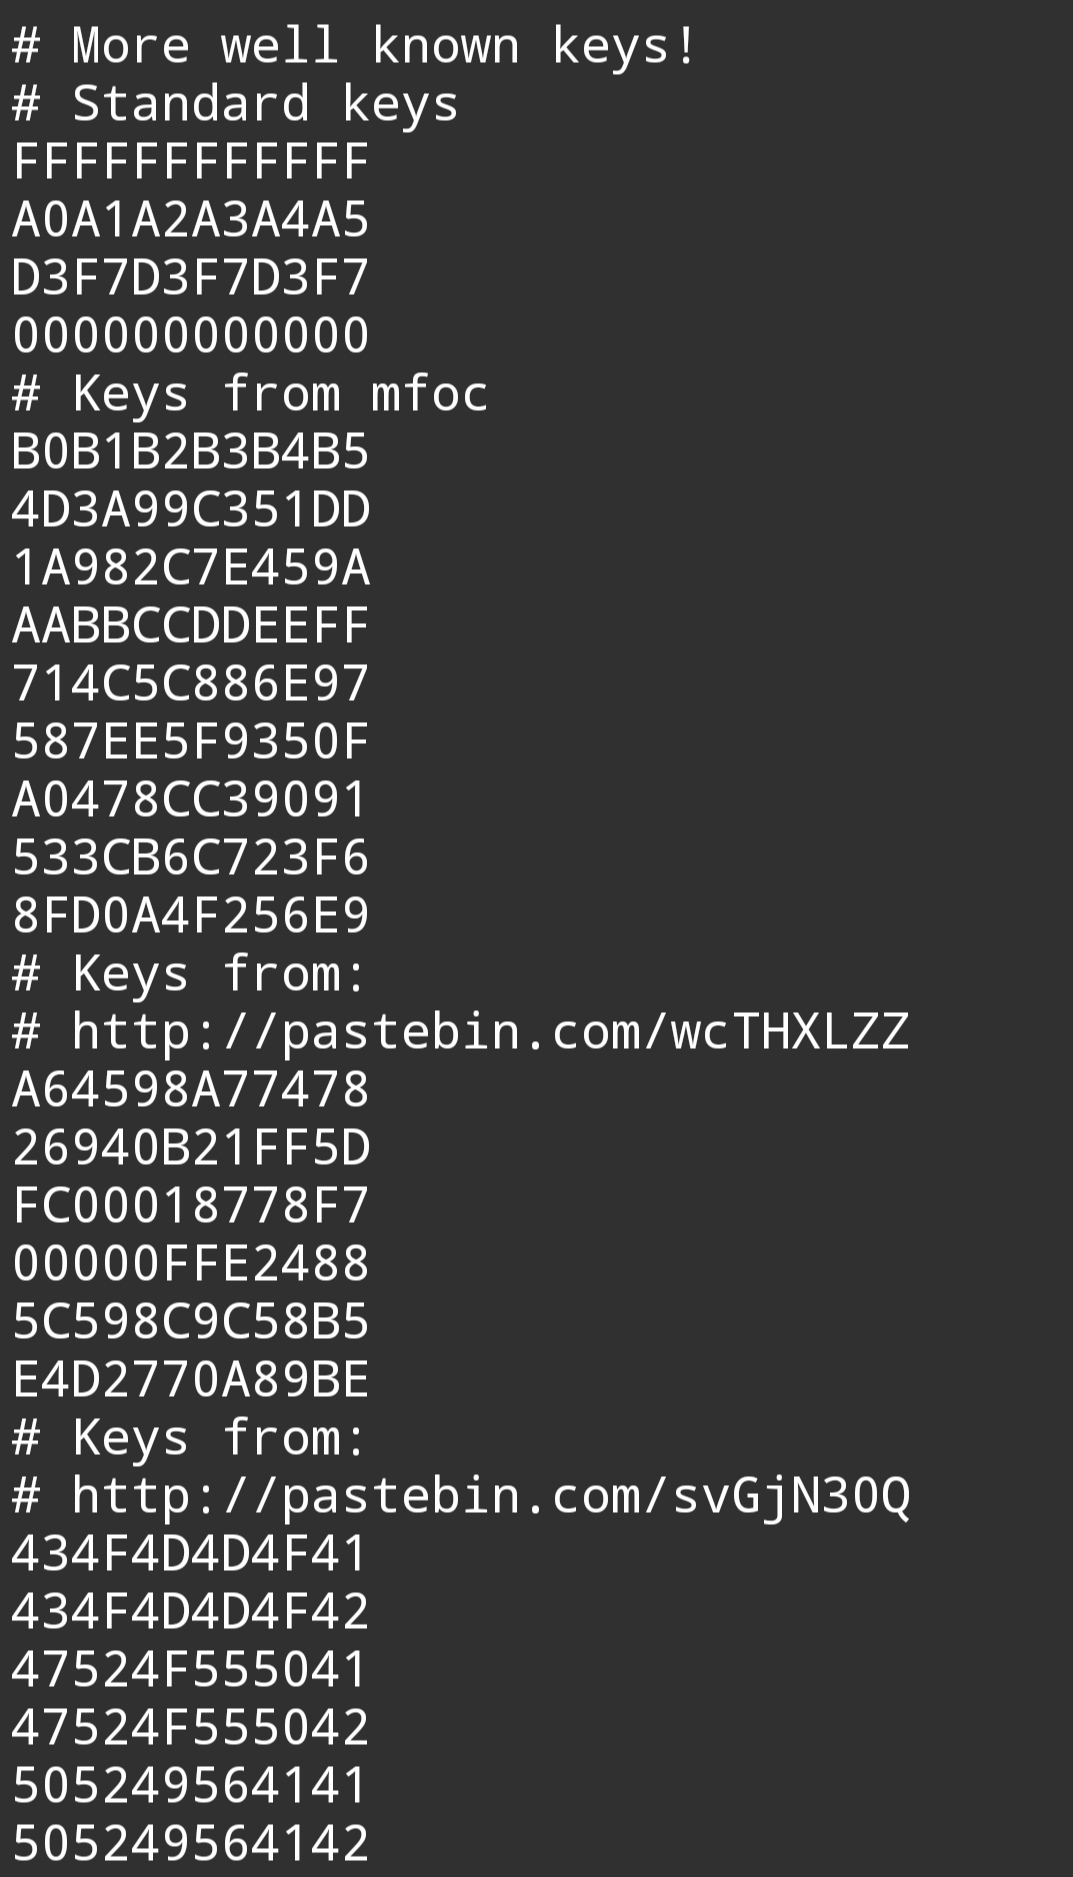 # More well known keys!
# Standard keys
FFFFFFFFFFFF
A0A1A2A3A4A5
D3F7D3F7D3F7
000000000000
# Keys from mfoc
B0B1B2B3B4B5
4D3A99C351DD
1A982C7E459A
AABBCCDDEEFF
714C5C886E97
587EE5F9350F
A0478CC39091
533CB6C723F6
8FD0A4F256E9
# Keys from:
# http://pastebin.com/wcTHXLZZ
A64598A77478
26940B21FF5D
FC00018778F7
00000FFE2488
5C598C9C58B5
E4D2770A89BE
# Keys from:
# http://pastebin.com/svGjN30Q
434F4D4D4F41
434F4D4D4F42
47524F555041
47524F555042
505249564141
505249564142